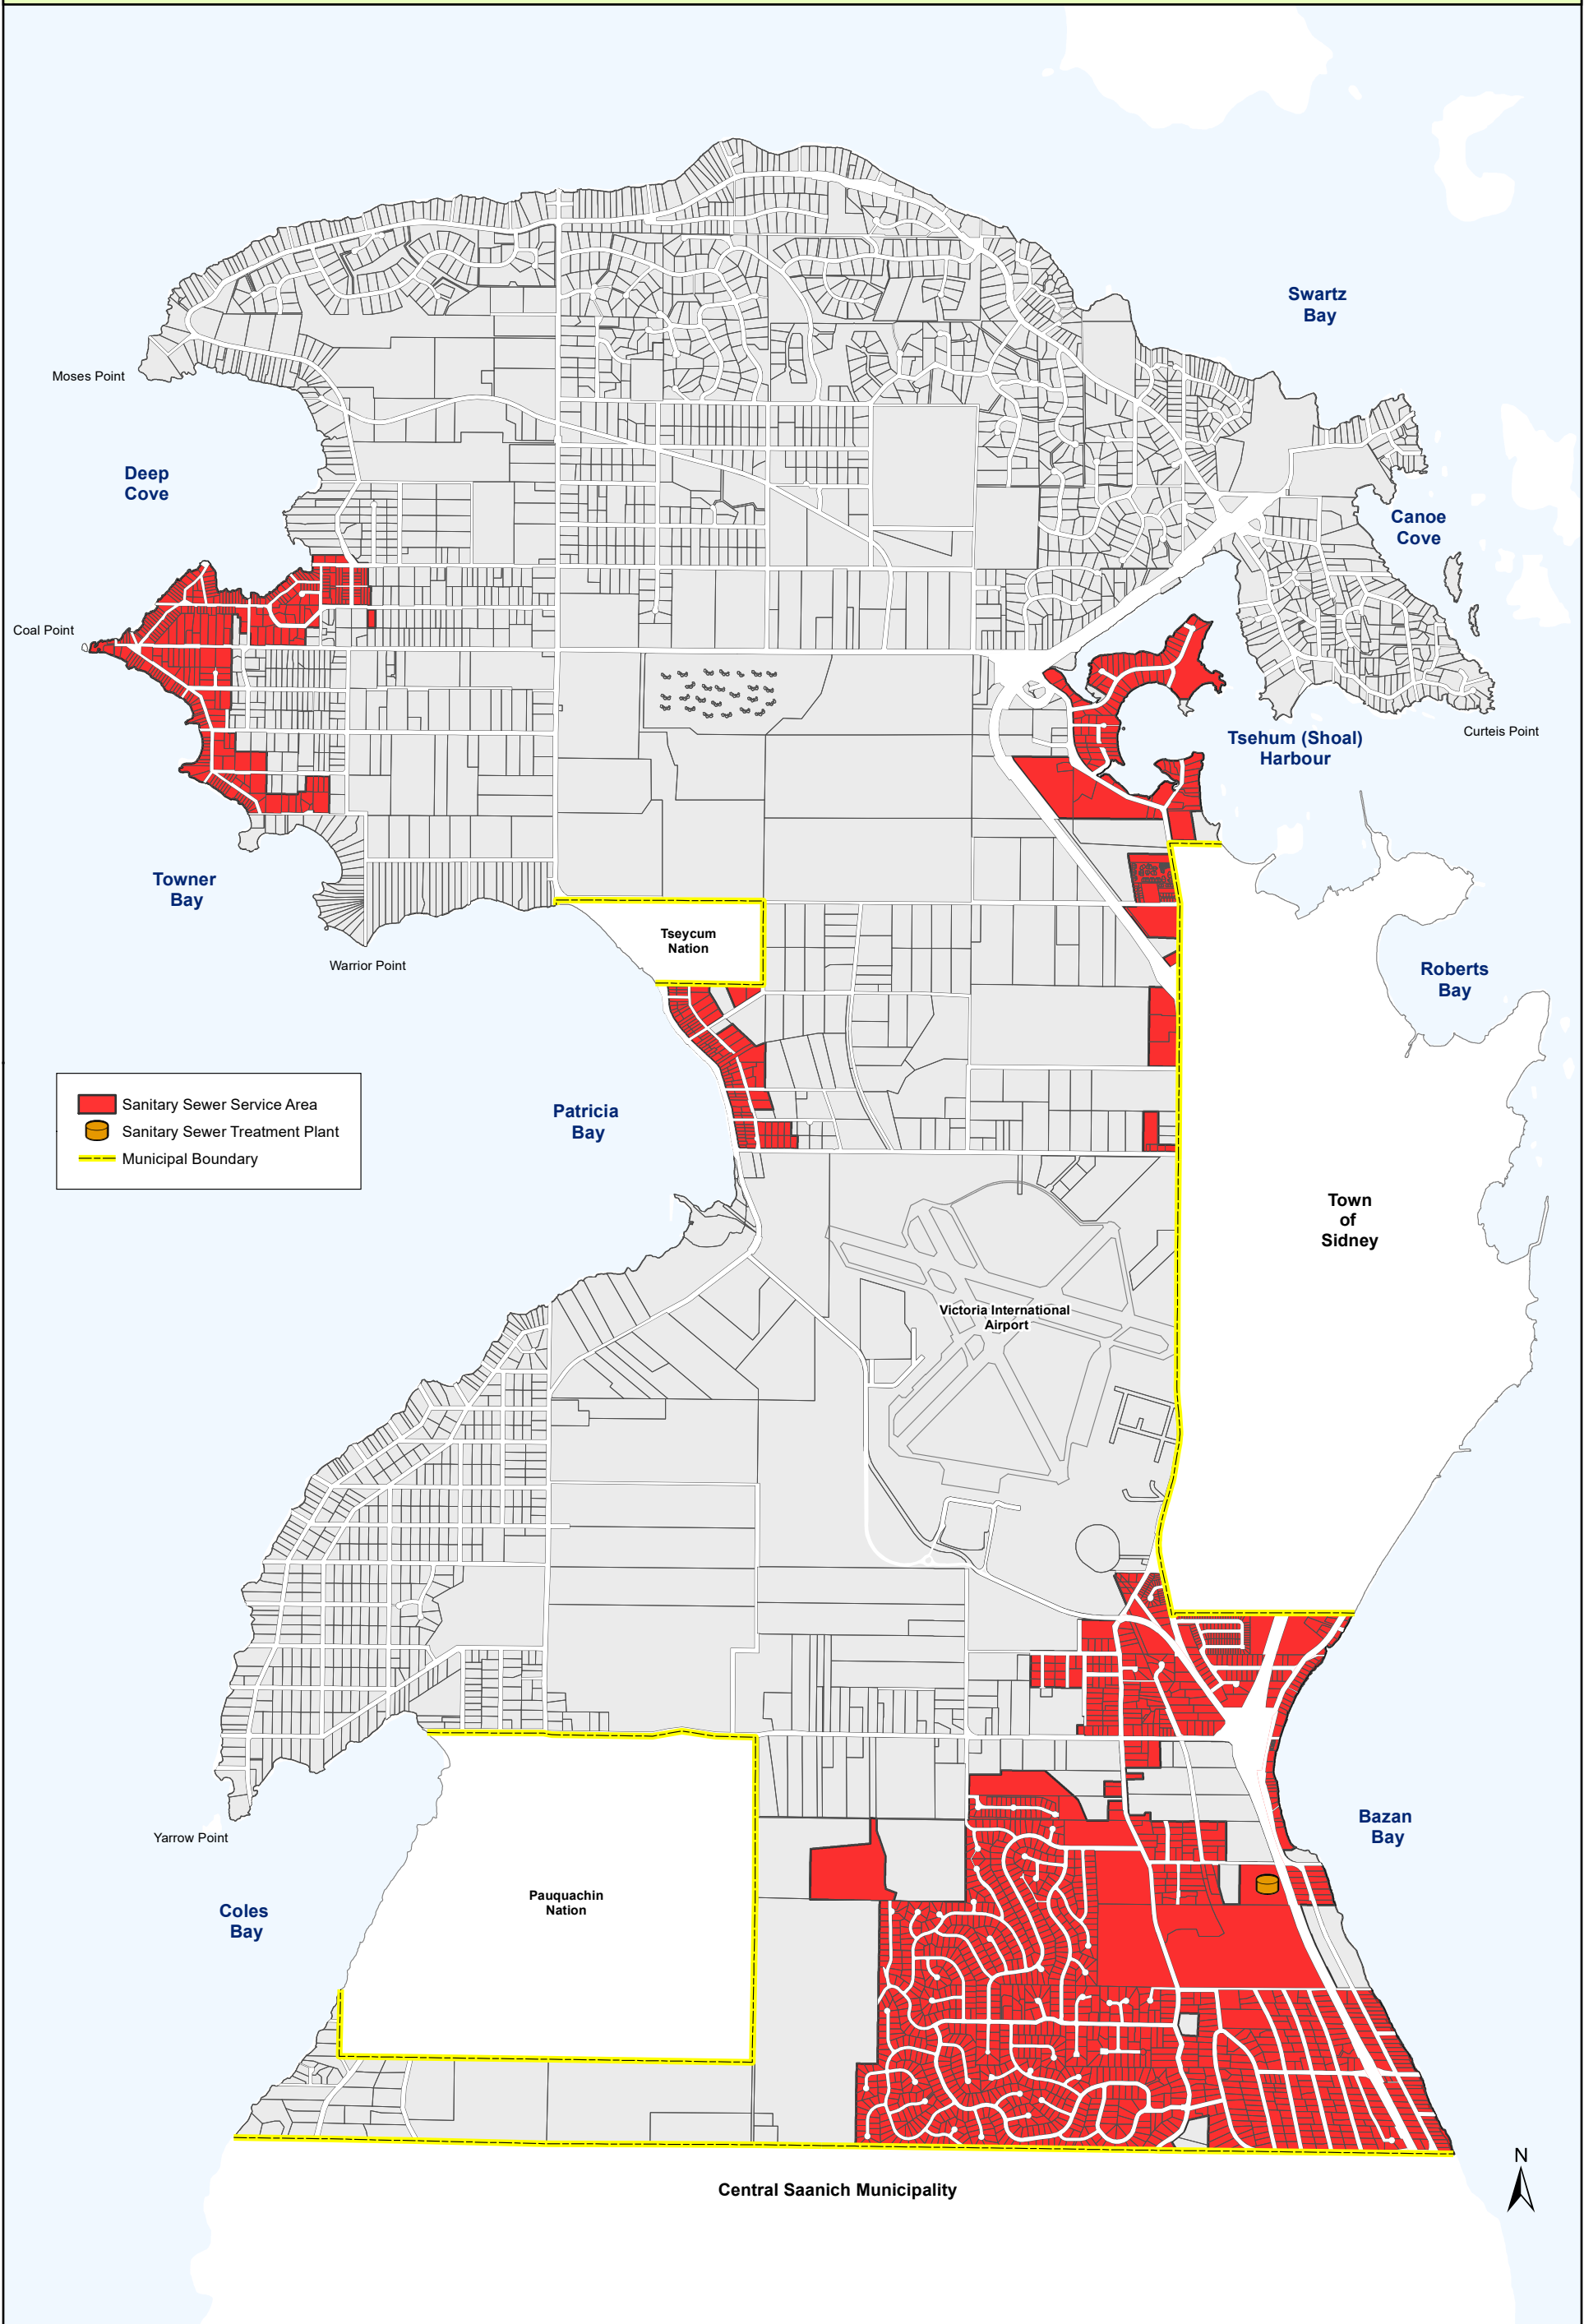 Swartz
Bay
Moses Point
Deep
Cove
Canoe
Cove
Coal Point
Curteis Point
Tsehum (Shoal)
Harbour
Towner
Bay
Tseycum
Nation
Warrior Point
Roberts
Bay
Sanitary Sewer Service Area
Sanitary Sewer Treatment Plant
Municipal Boundary
Patricia
Bay
Town
of
Sidney
Victoria International
Airport
Yarrow Point
Bazan
Bay
Pauquachin
Nation
Coles
Bay
N
Central Saanich Municipality